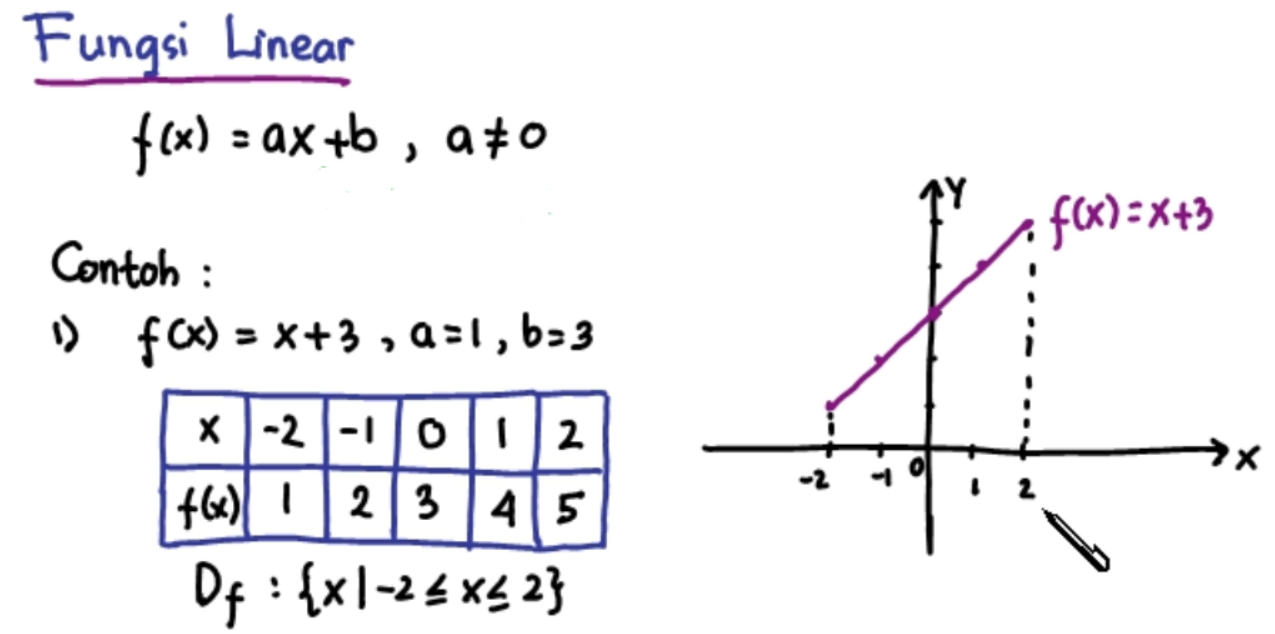 Fungsi Linear
f(x) = ax+b , a≠0
Contoh :
1) f(x) = x+3 , a=1 , b=3
x -2 -1 0 1 2
f(x) 1 2 3 4 5
Df : {x|-2 ≤ x ≤ 2}
Y
f(x)=x+3
-2 -1 0 1 2 X